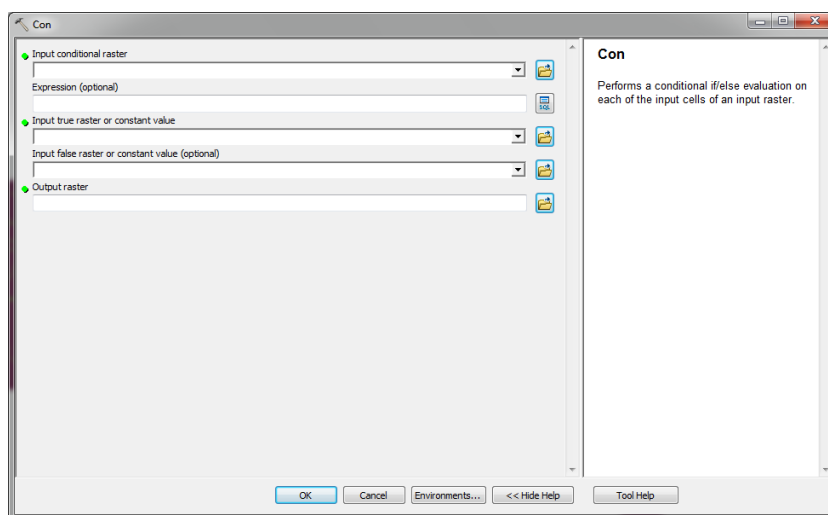 Con
Input conditional raster
Expression (optional)
SQL
Input true raster or constant value
Input false raster or constant value (optional)
Output raster
Con
Performs a conditional if/else evaluation on
each of the input cells of an input raster.
OK
Cancel
Environments...
<< Hide Help
Tool Help